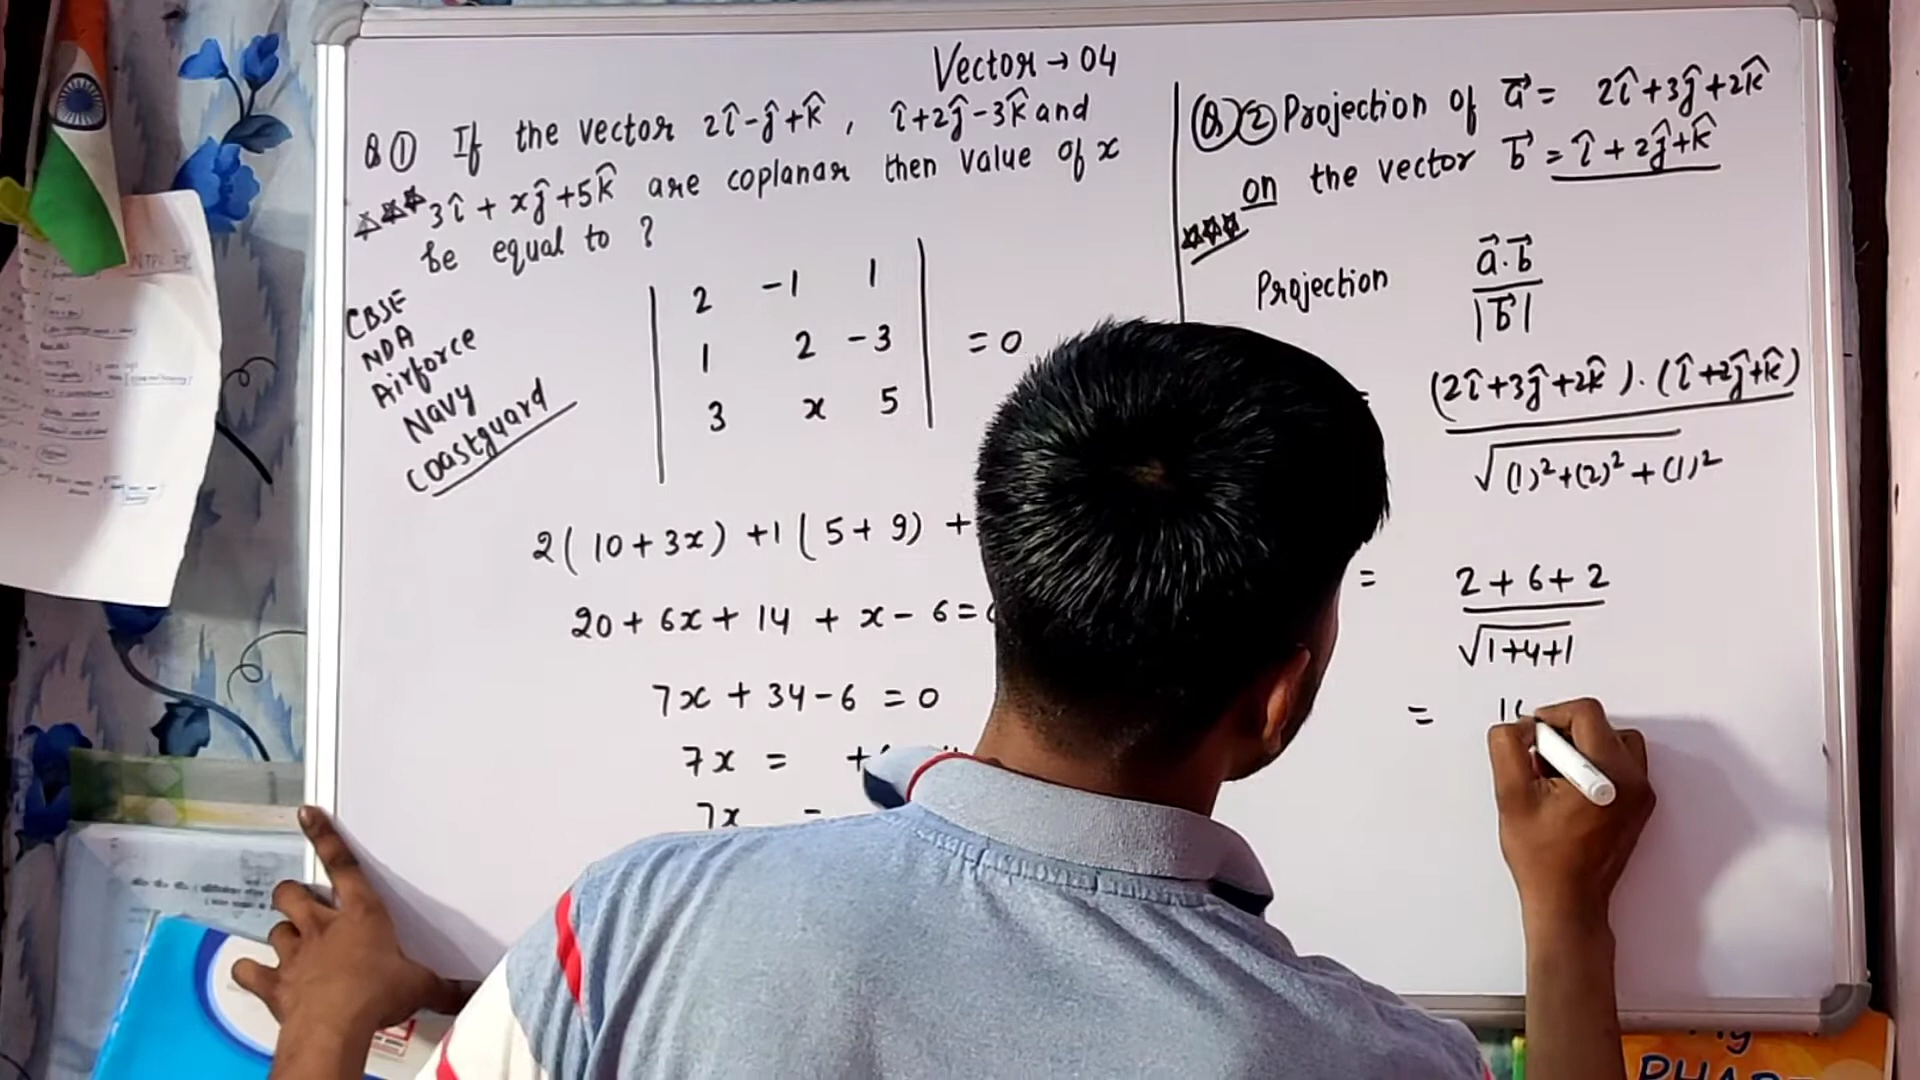 Vector → 04
Q ① If the vector 2î-ĵ+k̂, î+2ĵ-3k̂ and
*** 3î + xĵ +5k̂ are coplanar then value of x
be equal to ?
CBSE
NDA
Airforce
Navy
Coastguard
| 2 -1 1 |
| 1 2 -3 | = 0
| 3 x 5 |
2( 10 + 3x) +1 ( 5 + 9) +
20 + 6x + 14 + x - 6 =
7x + 34 - 6 = 0
7x = +
7x
Q ② Projection of a⃗ = 2î+3ĵ+2k̂
on the vector b⃗ = î + 2ĵ+k̂
***
Projection a⃗.b⃗
|b⃗|
(2î+3ĵ+2k̂).(î+2ĵ+k̂)
√(1)²+(2)²+(1)²
= 2 + 6 + 2
√1+4+1
=